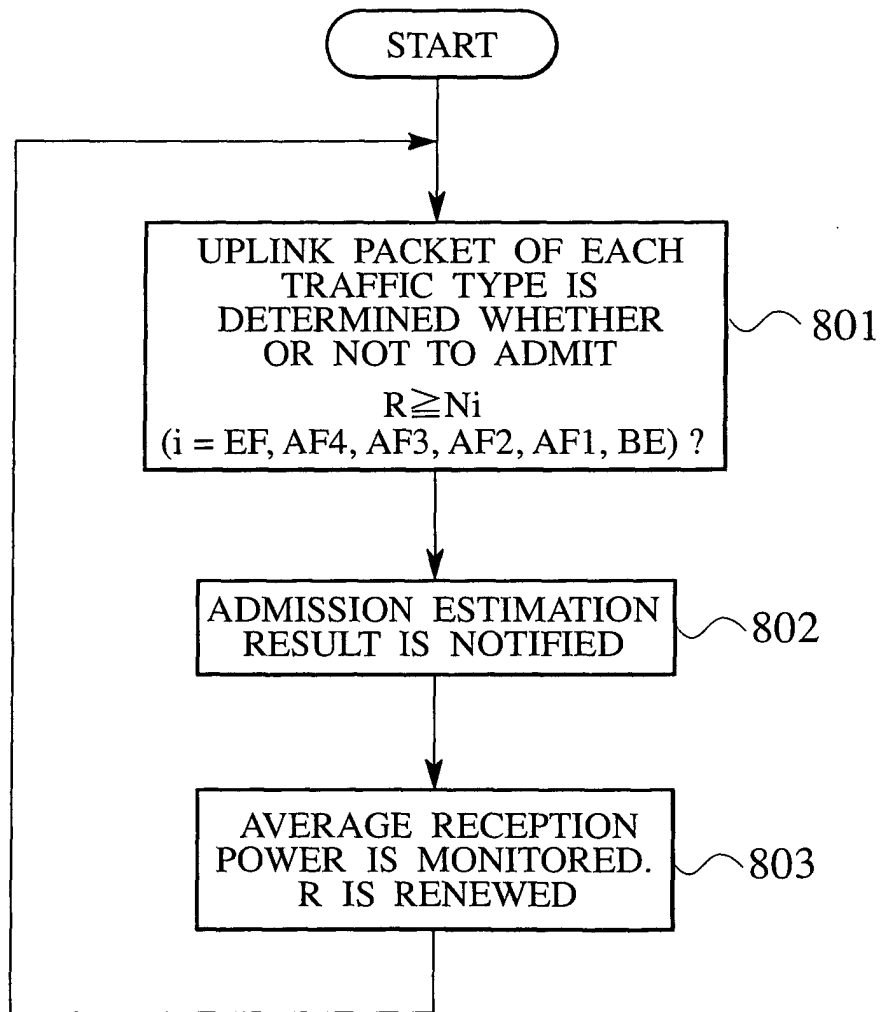 START
UPLINK PACKET OF EACH
TRAFFIC TYPE IS
DETERMINED WHETHER
OR NOT TO ADMIT
R≧Ni
(i = EF, AF4, AF3, AF2, AF1, BE) ?
801
ADMISSION ESTIMATION
RESULT IS NOTIFIED
802
AVERAGE RECEPTION
POWER IS MONITORED.
R IS RENEWED
803